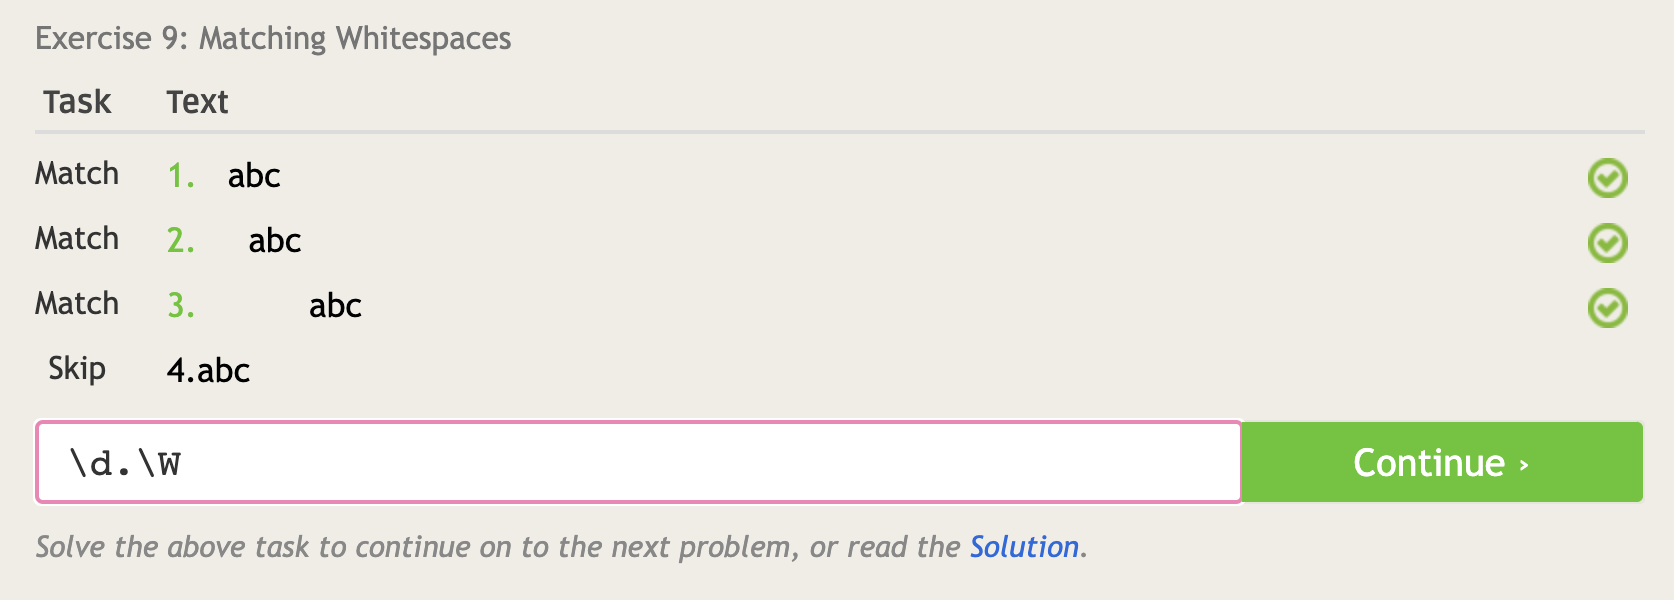 Exercise 9: Matching Whitespaces
Task Text
Match 1.   abc
Match 2.     abc
Match 3.           abc
Skip 4.abc
\d.\W Continue ›
Solve the above task to continue on to the next problem, or read the Solution.